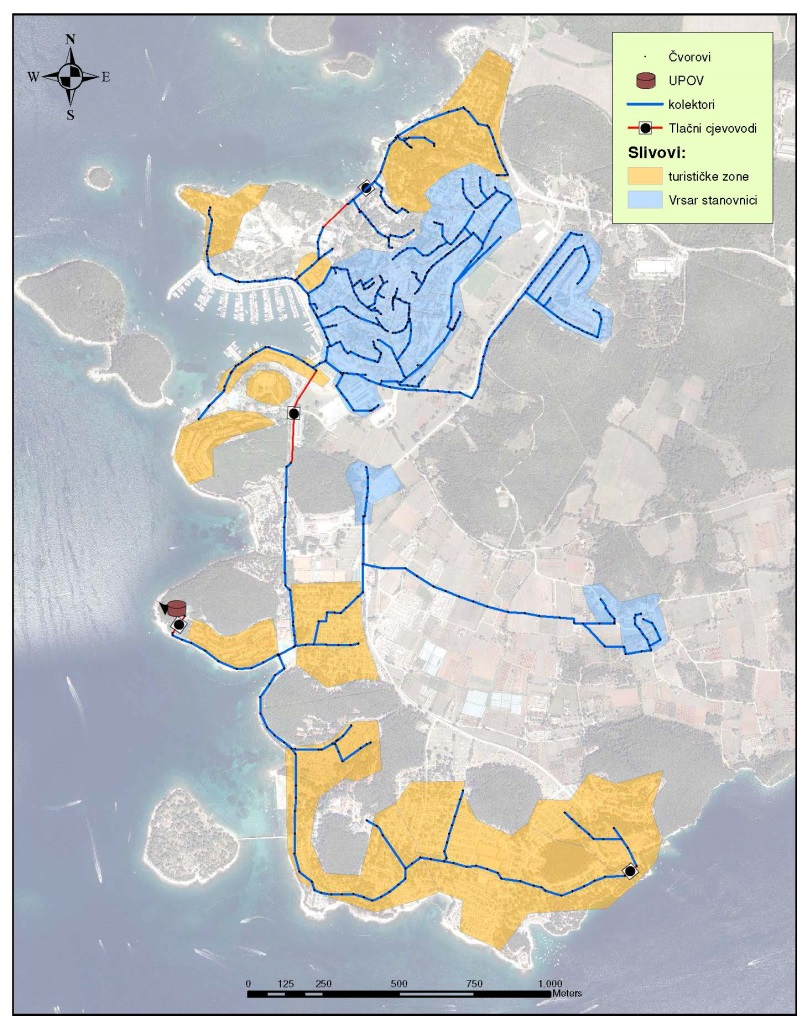 N
W E
S
Čvorovi
UPOV
kolektori
Tlačni cjevovodi
Slivovi:
turističke zone
Vrsar stanovnici
0 125 250 500 750 1.000
Meters